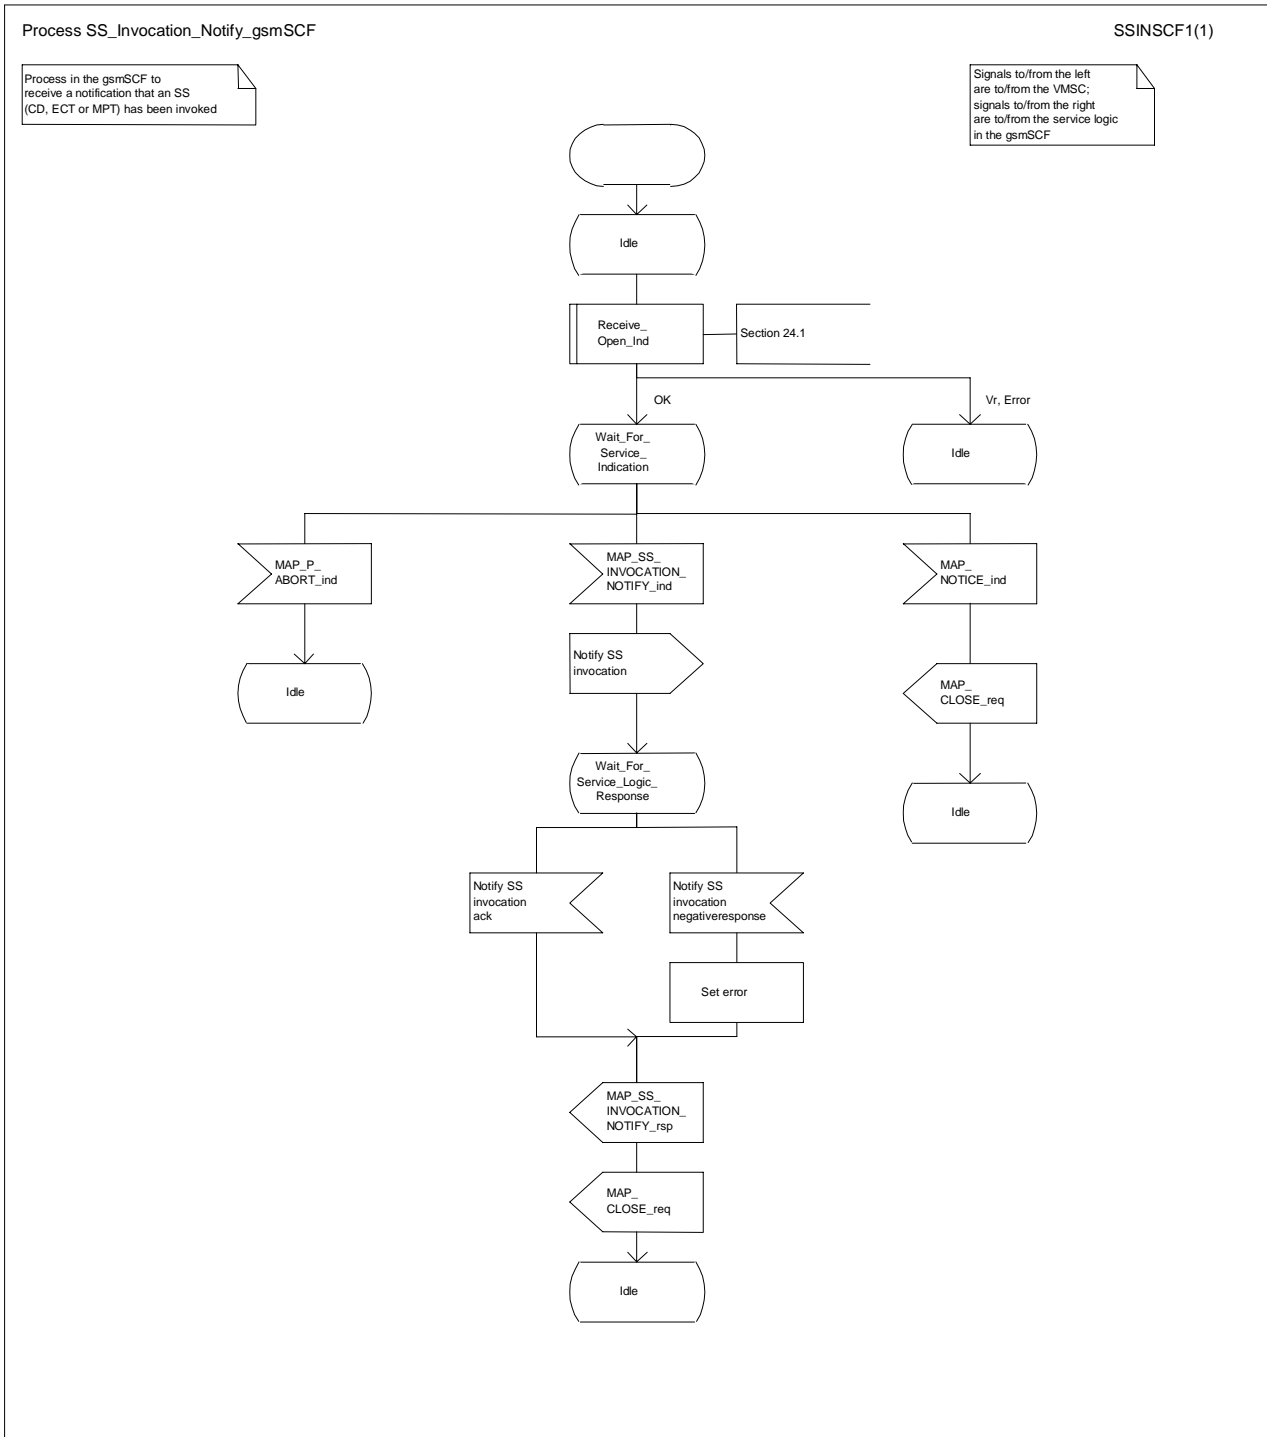 Process SS_Invocation_Notify_gsmSCF
SSINSCF1(1)
Process in the gsmSCF to
receive a notification that an SS
(CD, ECT or MPT) has been invoked
Signals to/from the left
are to/from the VMSC;
signals to/from the right
are to/from the service logic
in the gsmSCF
Idle
Receive_
Open_Ind
Section 24.1
OK
Vr, Error
Wait_For_
Service_
Indication
Idle
MAP_P_
ABORT_ind
MAP_SS_
INVOCATION_
NOTIFY_ind
MAP_
NOTICE_ind
Notify SS
invocation
Idle
MAP_
CLOSE_req
Wait_For_
Service_Logic_
Response
Idle
Notify SS
invocation
ack
Notify SS
invocation
negativeresponse
Set error
MAP_SS_
INVOCATION_
NOTIFY_rsp
MAP_
CLOSE_req
Idle